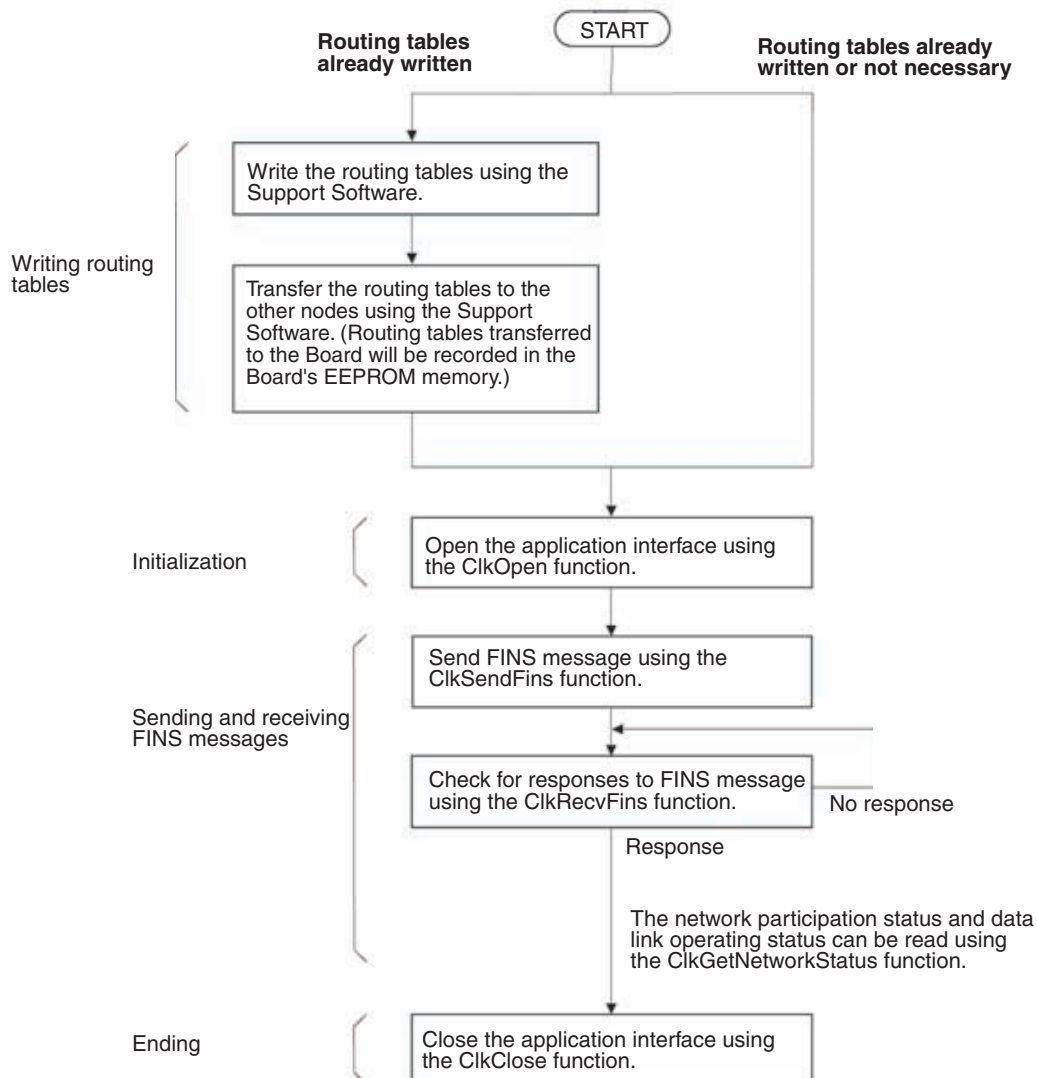 START
Routing tables
already written
Routing tables already
written or not necessary
Write the routing tables using the
Support Software.
Writing routing
tables
Transfer the routing tables to the
other nodes using the Support
Software. (Routing tables transferred
to the Board will be recorded in the
Board's EEPROM memory.)
Initialization
Open the application interface using
the ClkOpen function.
Send FINS message using the
ClkSendFins function.
Sending and receiving
FINS messages
Check for responses to FINS message
using the ClkRecvFins function.
No response
Response
The network participation status and data
link operating status can be read using
the ClkGetNetworkStatus function.
Ending
Close the application interface using
the ClkClose function.